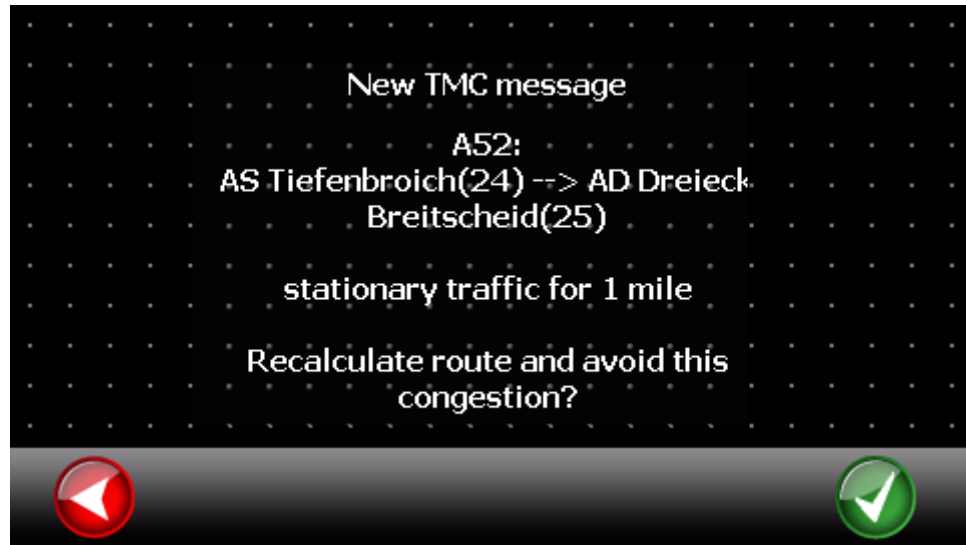 New TMC message
A52:
AS Tiefenbroich(24) --> AD Dreieck
Breitscheid(25)
stationary traffic for 1 mile
Recalculate route and avoid this
congestion?